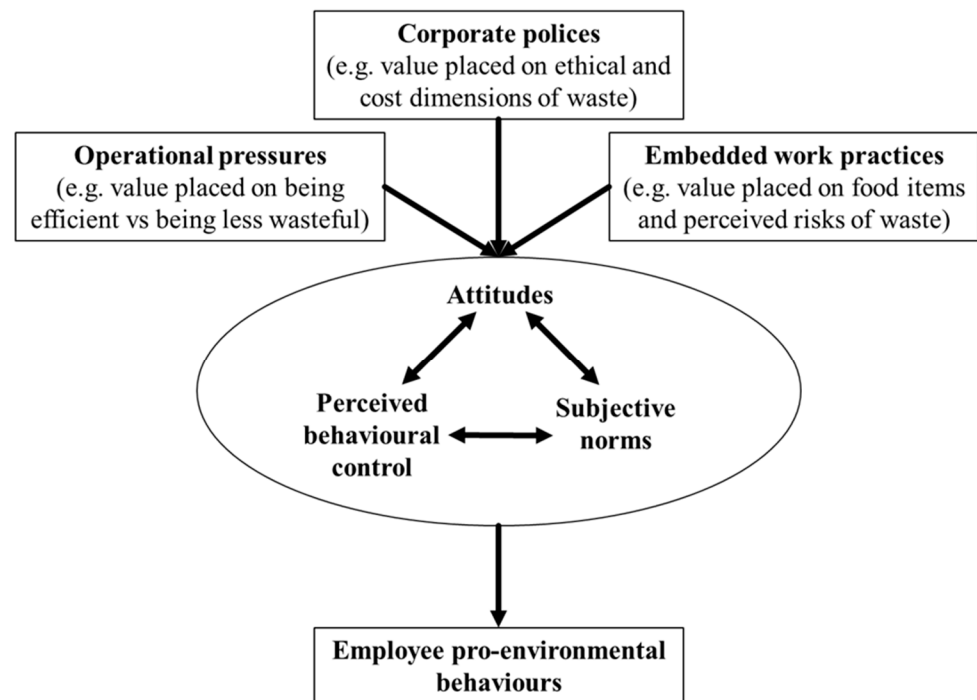 Corporate polices
(e.g. value placed on ethical and
cost dimensions of waste)
Operational pressures
(e.g. value placed on being
efficient vs being less wasteful)
Embedded work practices
(e.g. value placed on food items
and perceived risks of waste)
Attitudes
Perceived
behavioural
control
Subjective
norms
Employee pro-environmental
behaviours